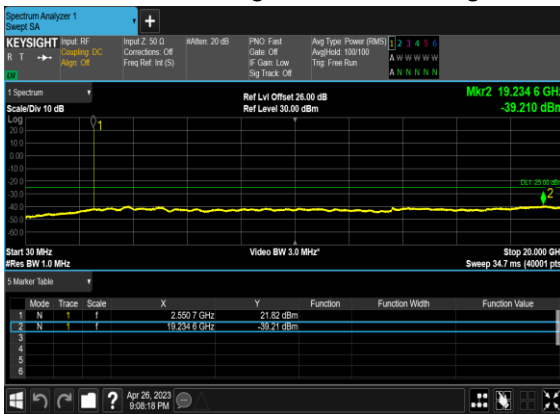 Spectrum Analyzer 1
Swept SA
+
KEYSIGHT Input: RF Input Z: 50 Ω #Atten: 20 dB PNO: Fast Avg Type: Power (RMS) 1 2 3 4 5 6
R T Coupling: DC Corrections: Off Gate: Off Avg|Hold: 100/100 A W W W W W
Align: Off Freq Ref: Int (S) IF Gain: Low Trig: Free Run
LV Sig Track: Off A N N N N N
1 Spectrum Ref Lvl Offset 26.00 dB Mkr2 19.234 6 GHz
Scale/Div 10 dB Ref Level 30.00 dBm -39.210 dBm
Log
20.0 1
10.0
0.00
-10.0
-20.0 DL1 -25.00 dBm
-30.0 2
-40.0
-50.0
-60.0
Start 30 MHz Video BW 3.0 MHz* Stop 20.000 GHz
#Res BW 1.0 MHz Sweep 34.7 ms (40001 pts)
5 Marker Table
Mode Trace Scale X Y Function Function Width Function Value
1 N 1 f 2.550 7 GHz 21.82 dBm
2 N 1 f 19.234 6 GHz -39.21 dBm
3
4
5
6
? Apr 26, 2023
9:08:18 PM